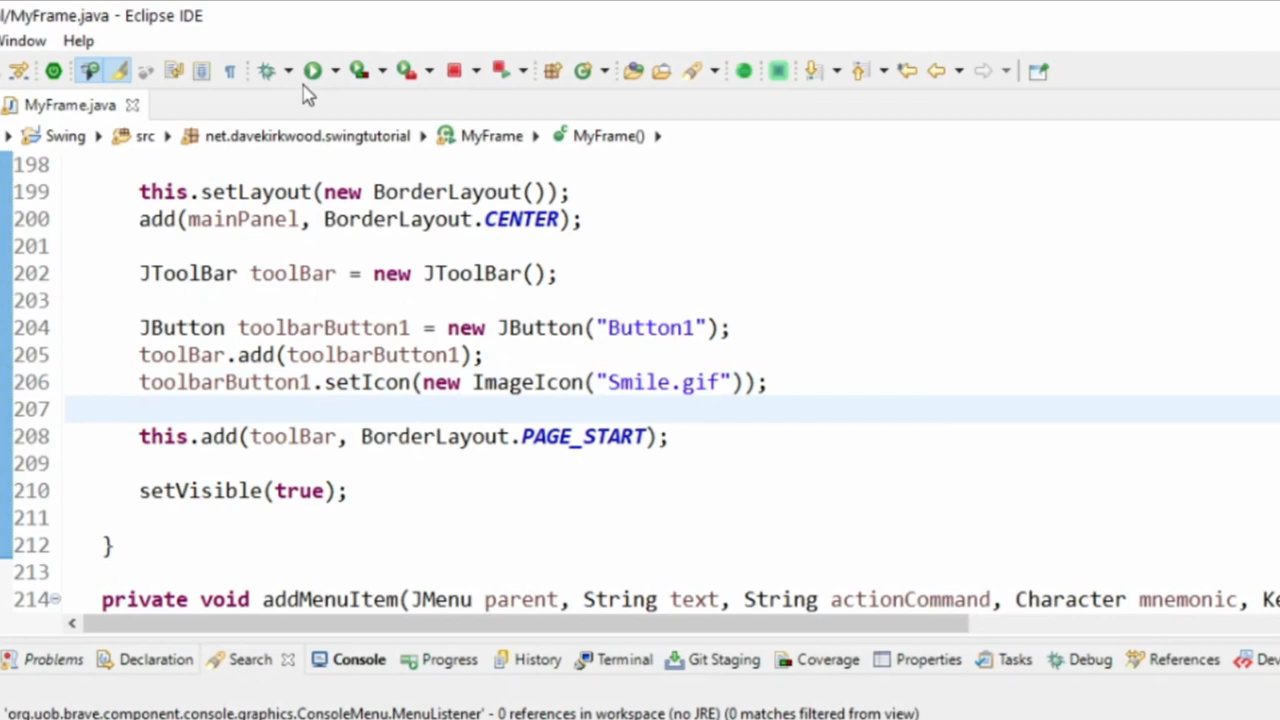 l/MyFrame.java - Eclipse IDE
Window Help
MyFrame.java
Swing src net.davekirkwood.swingtutorial MyFrame MyFrame()
198
199 this.setLayout(new BorderLayout());
200 add(mainPanel, BorderLayout.CENTER);
201
202 JToolBar toolBar = new JToolBar();
203
204 JButton toolbarButton1 = new JButton("Button1");
205 toolBar.add(toolbarButton1);
206 toolbarButton1.setIcon(new ImageIcon("Smile.gif"));
207
208 this.add(toolBar, BorderLayout.PAGE_START);
209
210 setVisible(true);
211
212 }
213
214 private void addMenuItem(JMenu parent, String text, String actionCommand, Character mnemonic, Ke
Problems Declaration Search Console Progress History Terminal Git Staging Coverage Properties Tasks Debug References Dev
'org.uob.brave.component.console.graphics.ConsoleMenu.MenuListener' - 0 references in workspace (no JRE) (0 matches filtered from view)